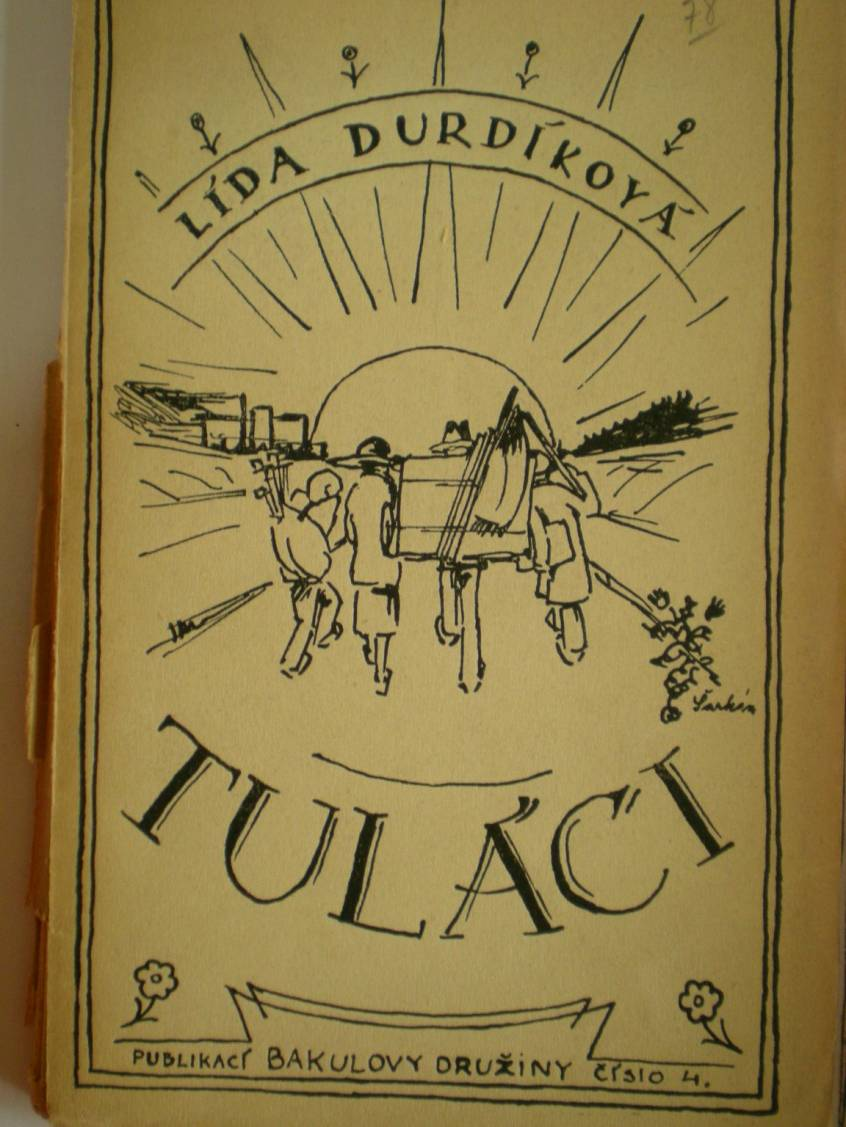 78
LÍDA DURDÍKOVÁ
TULÁCI
PUBLIKACÍ BAKULOVY DRUŽINY ČÍSLO 4.